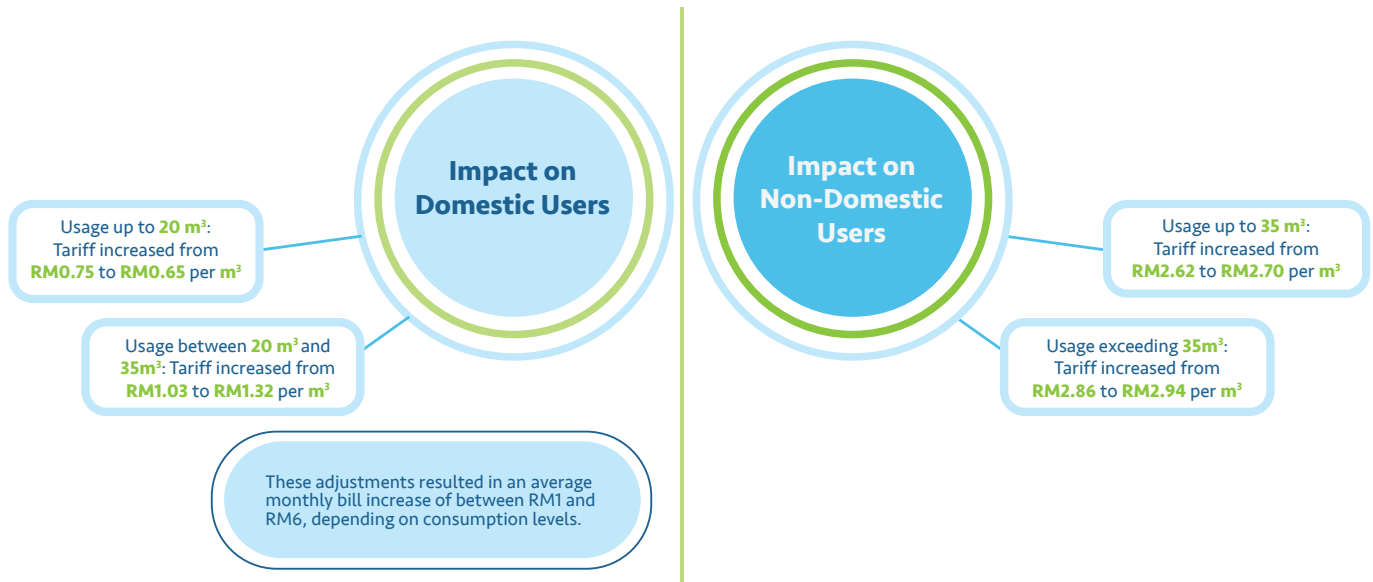 Impact on
Domestic Users
Usage up to 20 m³:
Tariff increased from
RM0.75 to RM0.65 per m³
Usage between 20 m³ and
35m³: Tariff increased from
RM1.03 to RM1.32 per m³
These adjustments resulted in an average
monthly bill increase of between RM1 and
RM6, depending on consumption levels.
Impact on
Non-Domestic
Users
Usage up to 35 m³:
Tariff increased from
RM2.62 to RM2.70 per m³
Usage exceeding 35m³:
Tariff increased from
RM2.86 to RM2.94 per m³